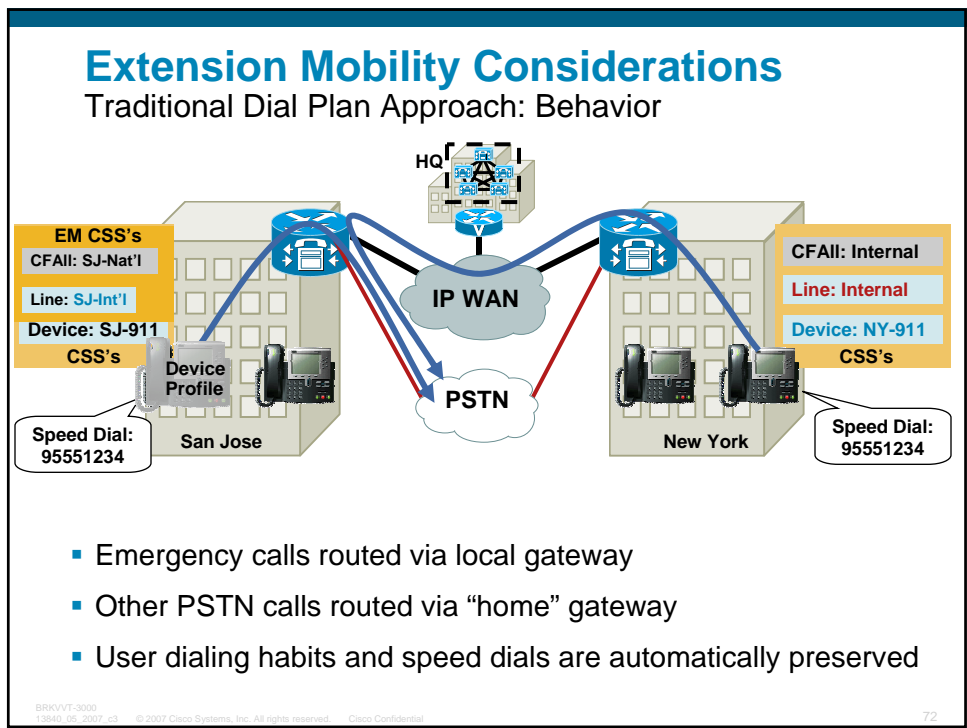 Extension Mobility Considerations
Traditional Dial Plan Approach: Behavior
HQ
EM CSS's
CFAll: SJ-Nat'l
Line: SJ-Int'l
Device: SJ-911
CSS's
Device
Profile
Speed Dial:
95551234
San Jose
IP WAN
PSTN
CFAll: Internal
Line: Internal
Device: NY-911
CSS's
New York
Speed Dial:
95551234
▪ Emergency calls routed via local gateway
▪ Other PSTN calls routed via “home” gateway
▪ User dialing habits and speed dials are automatically preserved
BRKVVT-3000
13840_05_2007_c3 © 2007 Cisco Systems, Inc. All rights reserved. Cisco Confidential
72